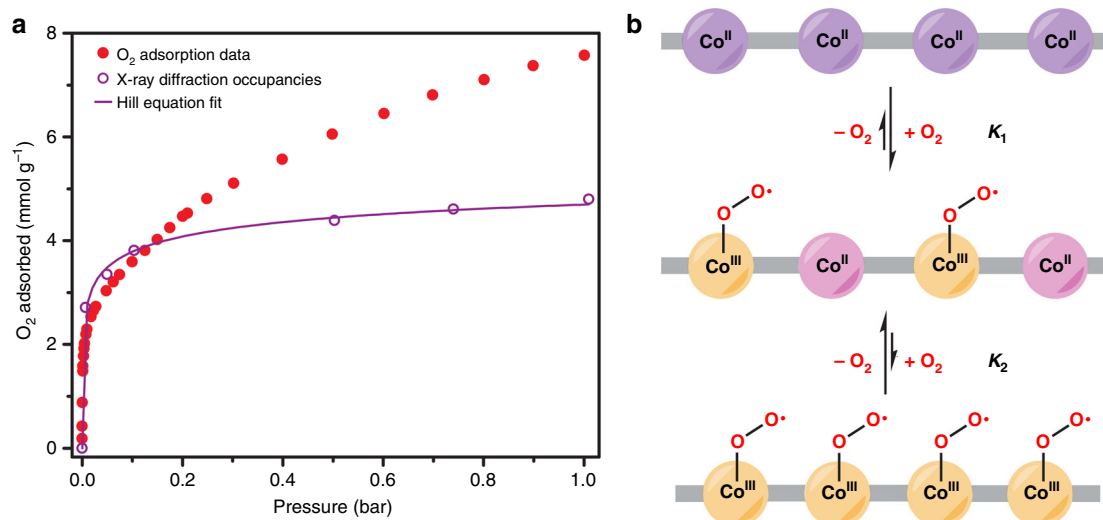 a
8
6
4
2
0
O₂ adsorbed (mmol g⁻¹)
O₂ adsorption data
X-ray diffraction occupancies
Hill equation fit
0.0 0.2 0.4 0.6 0.8 1.0
Pressure (bar)
b
Coᴵᴵ Coᴵᴵ Coᴵᴵ Coᴵᴵ
– O₂ + O₂ K₁
O• O•
O O
Coᴵᴵᴵ Coᴵᴵ Coᴵᴵᴵ Coᴵᴵ
– O₂ + O₂ K₂
O• O• O• O•
O O O O
Coᴵᴵᴵ Coᴵᴵᴵ Coᴵᴵᴵ Coᴵᴵᴵ